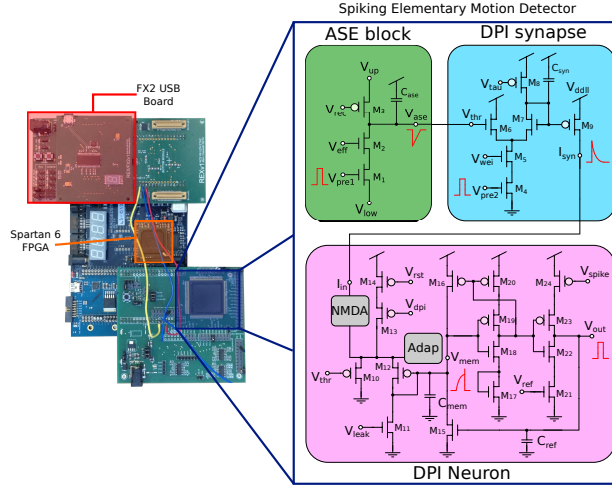 Spiking Elementary Motion Detector
ASE block
DPI synapse
FX2 USB
Board
REXv1
Spartan 6
FPGA
Vup
Case
Vrec
M3
Vase
Veff
M2
Vpre1
M1
Vlow
Csyn
Vtau
M8
Vddll
Vthr
M6
M7
M9
Vwei
M5
Isyn
Vpre2
M4
Iin
M14
Vrst
M16
M20
M24
Vspike
NMDA
Vdpi
M13
M19
M23
Vout
Adap
M18
M22
Vmem
Vthr
M10
M12
Cmem
M17
Vref
M21
Vleak
M11
M15
Cref
DPI Neuron